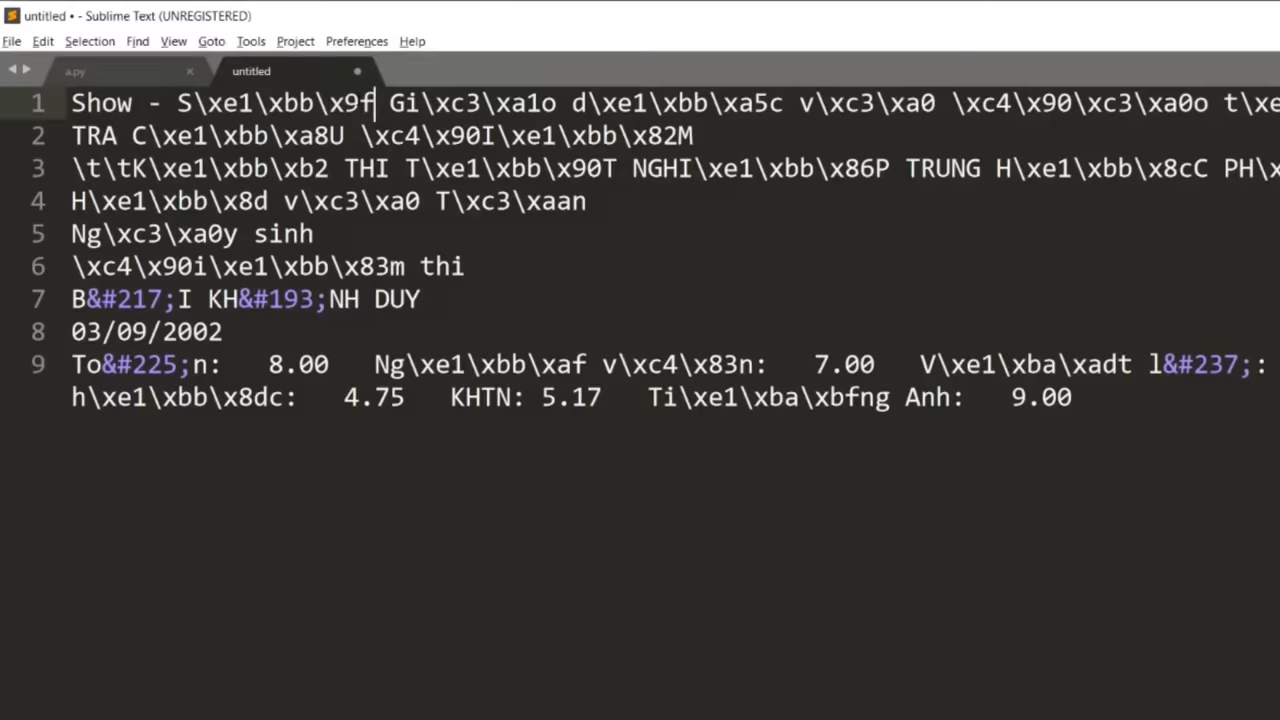 untitled • - Sublime Text (UNREGISTERED)
File Edit Selection Find View Goto Tools Project Preferences Help
a.py × untitled
1 Show - S\xe1\xbb\x9f Gi\xc3\xa1o d\xe1\xbb\xa5c v\xc3\xa0 \xc4\x90\xc3\xa0o t\xe
2 TRA C\xe1\xbb\xa8U \xc4\x90I\xe1\xbb\x82M
3 \t\tK\xe1\xbb\xb2 THI T\xe1\xbb\x90T NGHI\xe1\xbb\x86P TRUNG H\xe1\xbb\x8cC PH\x
4 H\xe1\xbb\x8d v\xc3\xa0 T\xc3\xaan
5 Ng\xc3\xa0y sinh
6 \xc4\x90i\xe1\xbb\x83m thi
7 B&#217;I KH&#193;NH DUY
8 03/09/2002
9 To&#225;n: 8.00 Ng\xe1\xbb\xaf v\xc4\x83n: 7.00 V\xe1\xba\xadt l&#237;:
h\xe1\xbb\x8dc: 4.75 KHTN: 5.17 Ti\xe1\xba\xbfng Anh: 9.00